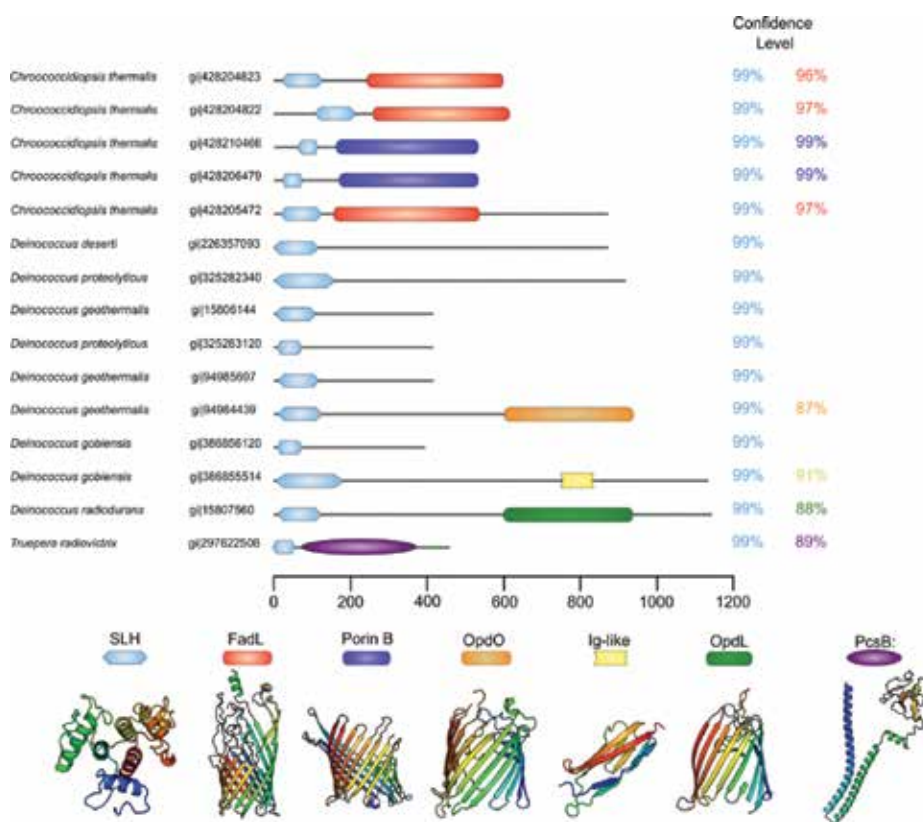 Confidence
Level
Chroococcidiopsis thermalis gi|428204823 99% 96%
Chroococcidiopsis thermalis gi|428204822 99% 97%
Chroococcidiopsis thermalis gi|428210466 99% 99%
Chroococcidiopsis thermalis gi|428206479 99% 99%
Chroococcidiopsis thermalis gi|428205472 99% 97%
Deinococcus deserti gi|226357093 99%
Deinococcus proteolyticus gi|325282340 99%
Deinococcus geothermalis gi|15806144 99%
Deinococcus proteolyticus gi|325283120 99%
Deinococcus geothermalis gi|94985697 99%
Deinococcus geothermalis gi|94984439 99% 87%
Deinococcus gobiensis gi|386856120 99%
Deinococcus gobiensis gi|386855514 99% 91%
Deinococcus radiodurans gi|15807560 99% 88%
Truepera radiovictrix gi|297622508 99% 89%
0 200 400 600 800 1000 1200
SLH FadL Porin B OpdO Ig-like OpdL PcsB: